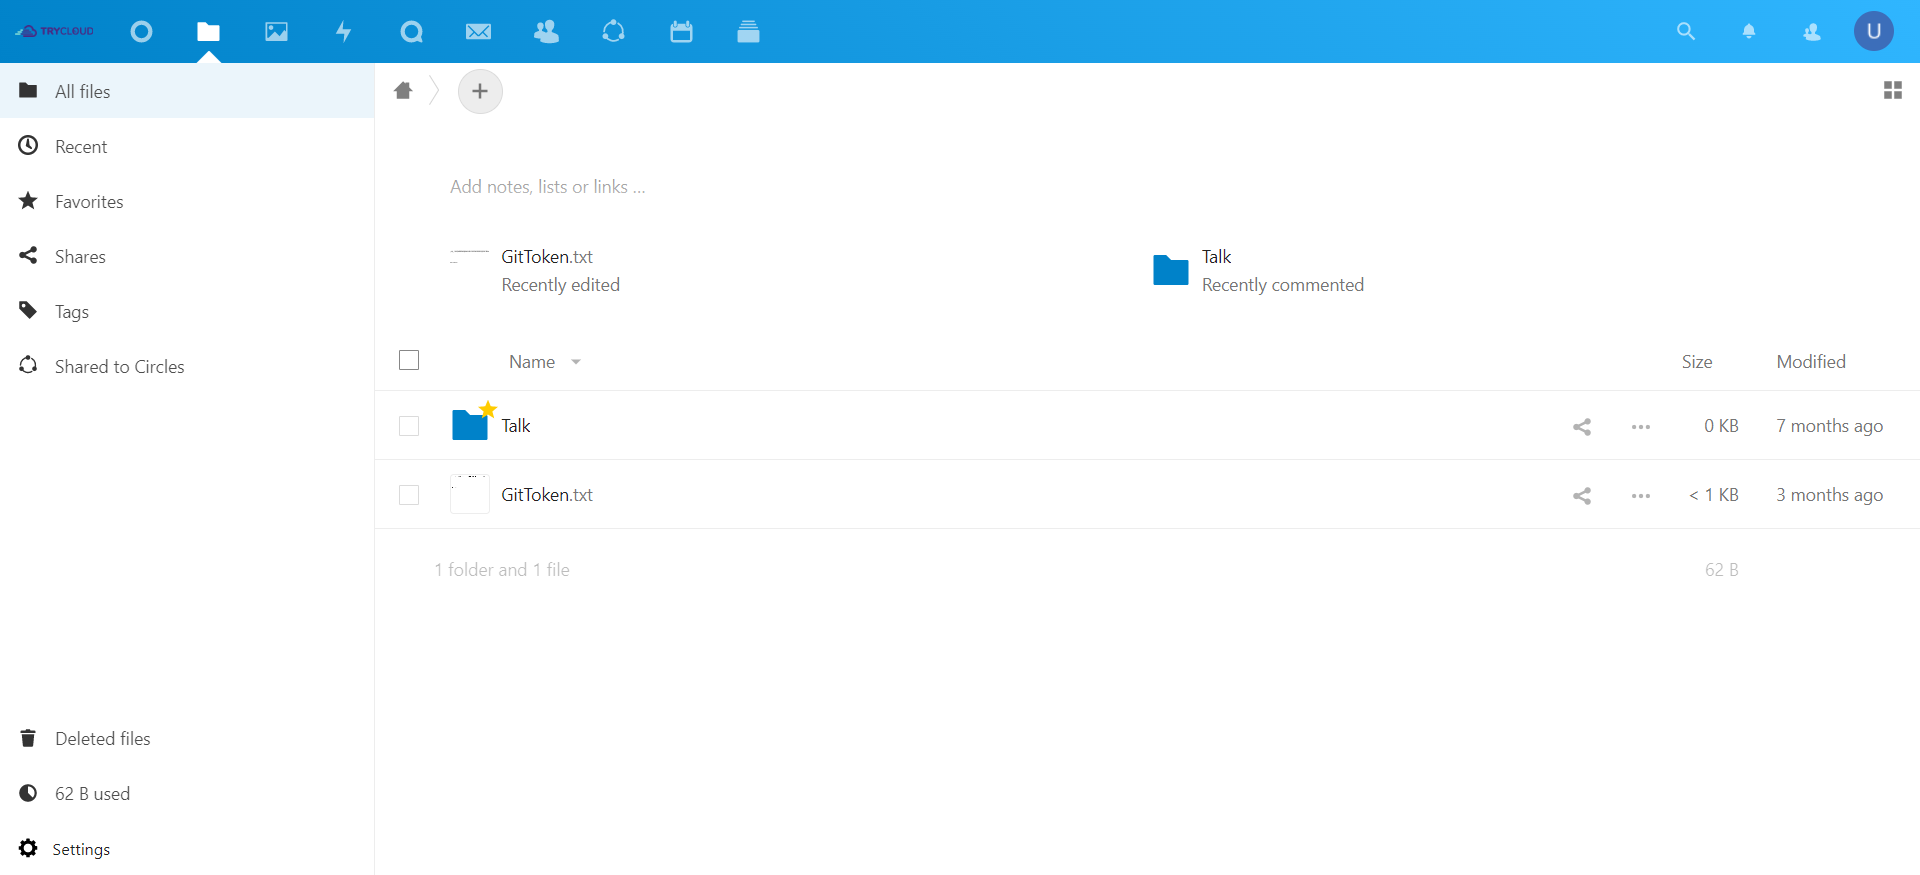 TRYCLOUD
U
All files
Recent
Favorites
Shares
Tags
Shared to Circles
Deleted files
62 B used
Settings
Add notes, lists or links ...
GitToken.txt
Recently edited
Talk
Recently commented
Name Size Modified
Talk 0 KB 7 months ago
GitToken.txt < 1 KB 3 months ago
1 folder and 1 file 62 B